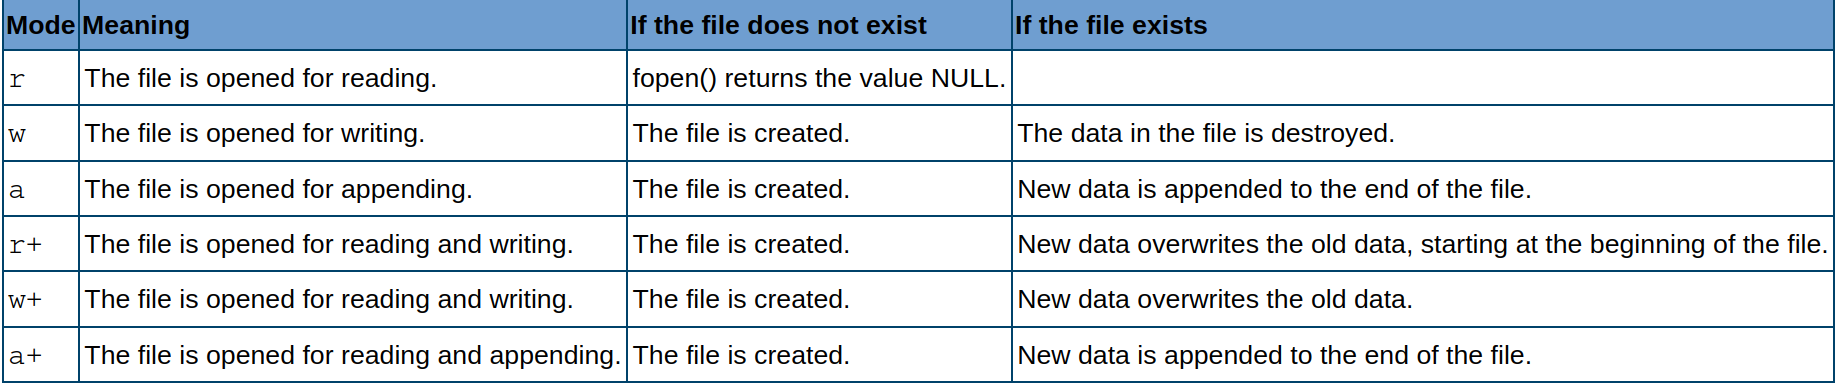 Mode Meaning If the file does not exist If the file exists
r The file is opened for reading. fopen() returns the value NULL.
w The file is opened for writing. The file is created. The data in the file is destroyed.
a The file is opened for appending. The file is created. New data is appended to the end of the file.
r+ The file is opened for reading and writing. The file is created. New data overwrites the old data, starting at the beginning of the file.
w+ The file is opened for reading and writing. The file is created. New data overwrites the old data.
a+ The file is opened for reading and appending. The file is created. New data is appended to the end of the file.